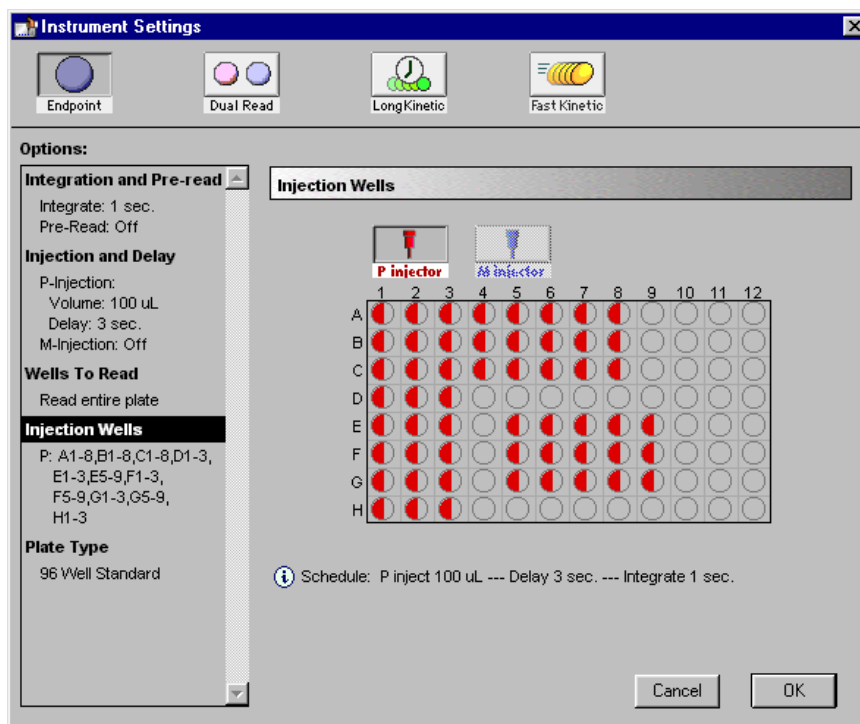 Instrument Settings
Endpoint
Dual Read
LongKinetic
Fast Kinetic
Options:
Integration and Pre-read
Integrate: 1 sec.
Pre-Read: Off
Injection and Delay
P-Injection:
Volume: 100 uL
Delay: 3 sec.
M-Injection: Off
Wells To Read
Read entire plate
Injection Wells
P: A1-8,B1-8,C1-8,D1-3,
E1-3,E5-9,F1-3,
F5-9,G1-3,G5-9,
H1-3
Plate Type
96 Well Standard
Injection Wells
P injector
M injector
1 2 3 4 5 6 7 8 9 10 11 12
A
B
C
D
E
F
G
H
Schedule: P inject 100 uL --- Delay 3 sec. --- Integrate 1 sec.
Cancel
OK